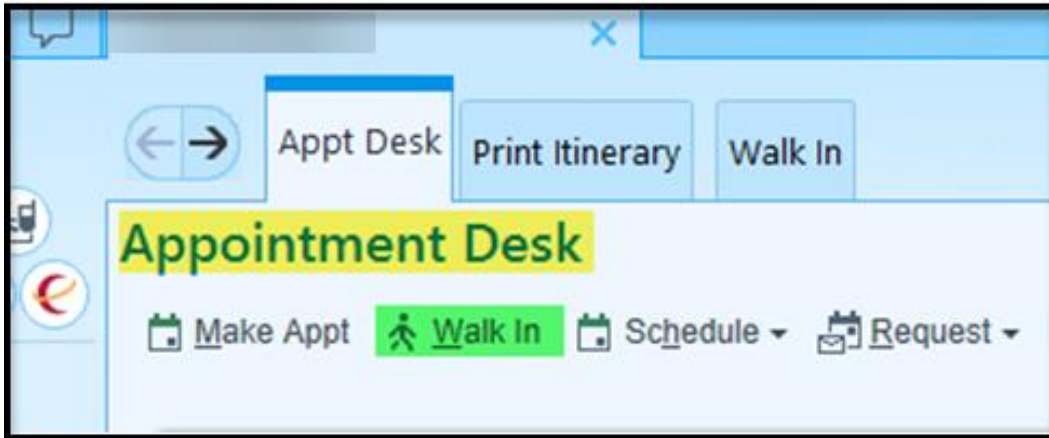 Appt Desk Print Itinerary Walk In
Appointment Desk
Make Appt Walk In Schedule Request